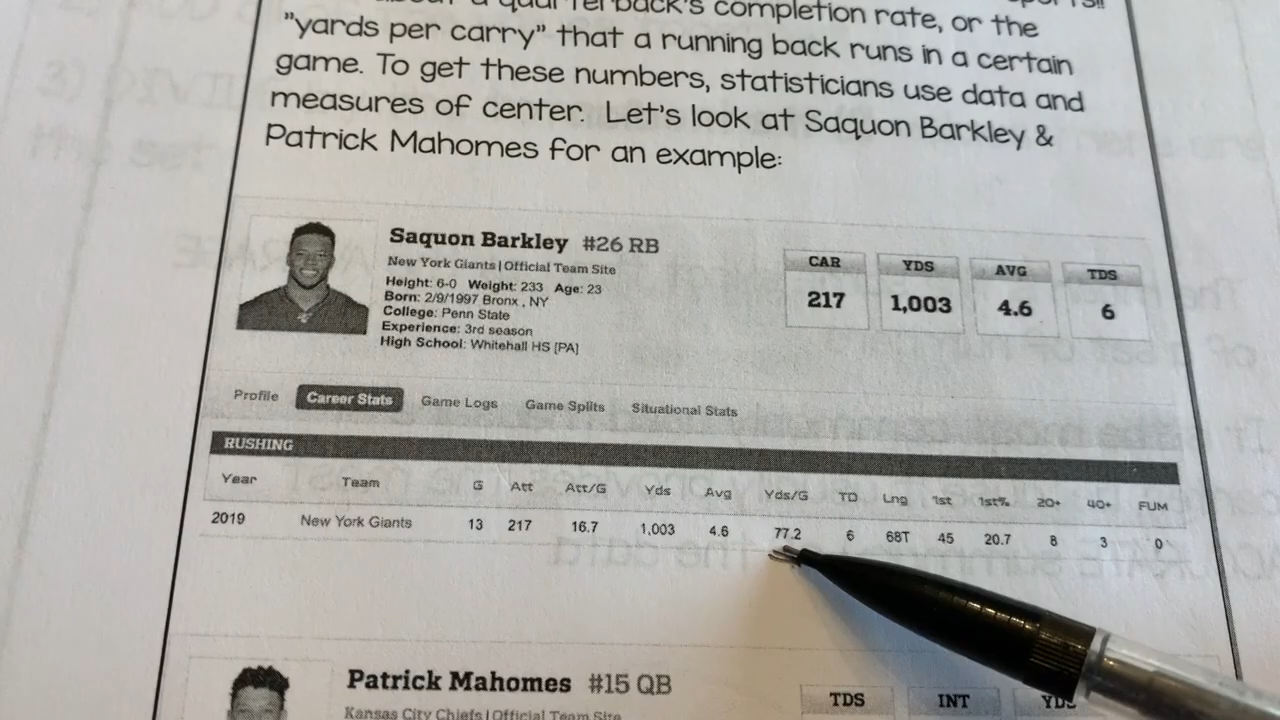 quarterback's completion rate, or the
"yards per carry" that a running back runs in a certain
game. To get these numbers, statisticians use data and
measures of center. Let's look at Saquon Barkley &
Patrick Mahomes for an example:
Saquon Barkley #26 RB
New York Giants | Official Team Site
Height: 6-0 Weight: 233 Age: 23
Born: 2/9/1997 Bronx , NY
College: Penn State
Experience: 3rd season
High School: Whitehall HS [PA]
CAR YDS AVG TDS
217 1,003 4.6 6
Profile Career Stats Game Logs Game Splits Situational Stats
RUSHING
Year Team G Att Att/G Yds Avg Yds/G TD Lng 1st 1st% 20+ 40+ FUM
2019 New York Giants 13 217 16.7 1,003 4.6 77.2 6 68T 45 20.7 8 3 0
Patrick Mahomes #15 QB
Kansas City Chiefs | Official Team Site
TDS INT YDS